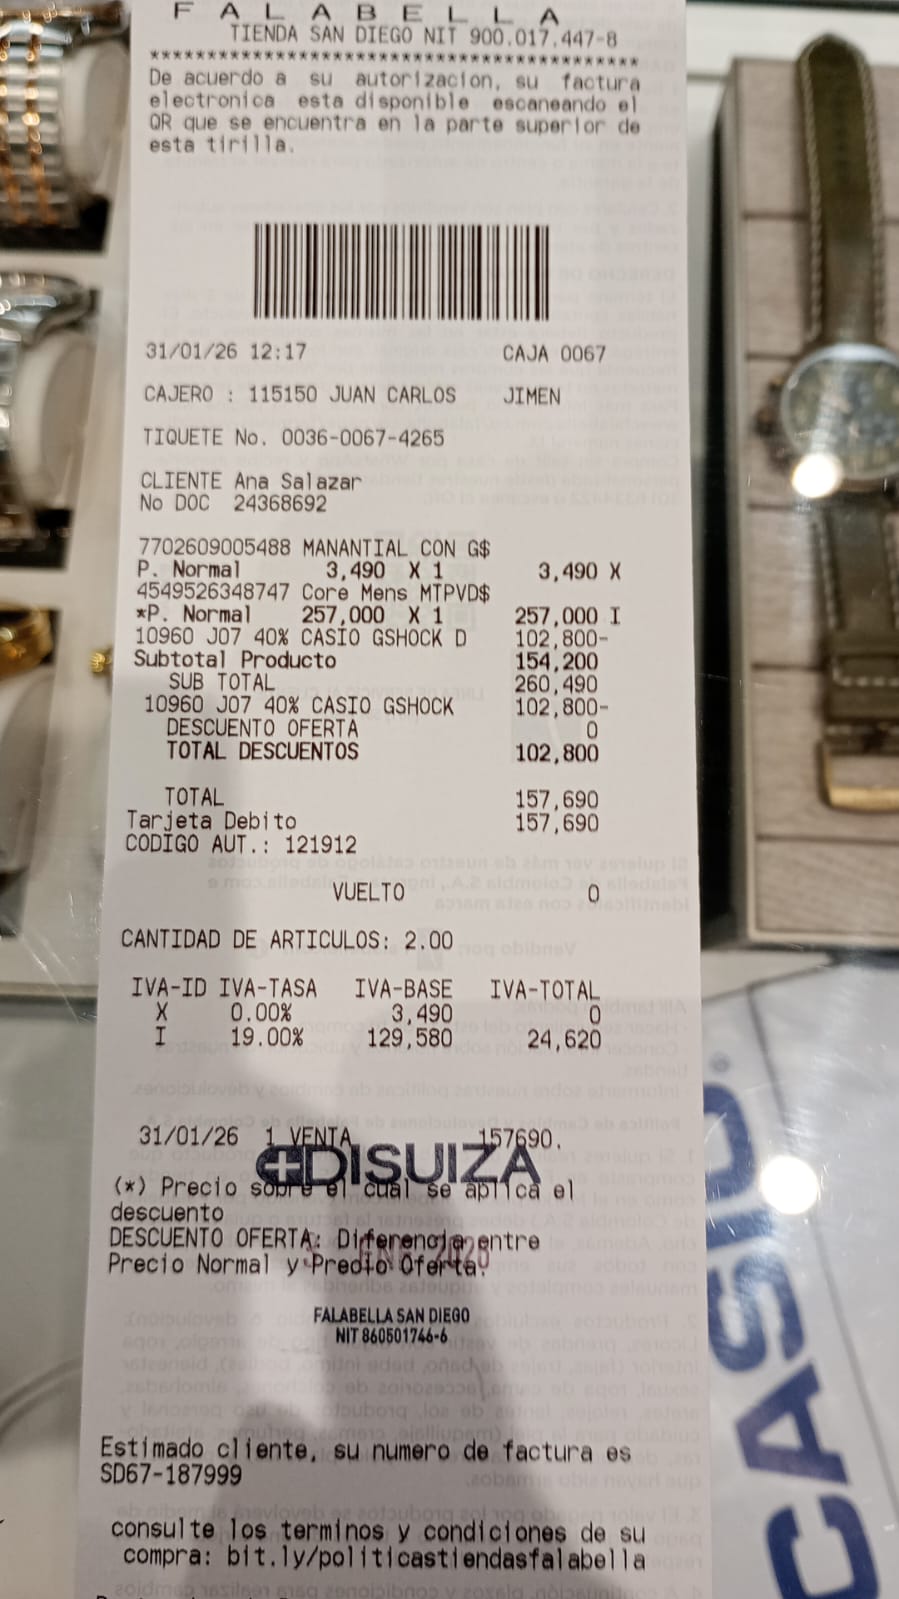 F A L A B E L L A
TIENDA SAN DIEGO NIT 900.017.447-8
******************************************
De acuerdo a su autorizacion, su factura
electronica esta disponible escaneando el
QR que se encuentra en la parte superior de
esta tirilla.
31/01/26 12:17 CAJA 0067
CAJERO : 115150 JUAN CARLOS JIMEN
TIQUETE No. 0036-0067-4265
CLIENTE Ana Salazar
No DOC 24368692
7702609005488 MANANTIAL CON G$
P. Normal 3,490 X 1 3,490 X
4549526348747 Core Mens MTPVD$
*P. Normal 257,000 X 1 257,000 I
10960 J07 40% CASIO GSHOCK D 102,800-
Subtotal Producto 154,200
SUB TOTAL 260,490
10960 J07 40% CASIO GSHOCK 102,800-
DESCUENTO OFERTA 0
TOTAL DESCUENTOS 102,800
TOTAL 157,690
Tarjeta Debito 157,690
CODIGO AUT.: 121912
VUELTO 0
CANTIDAD DE ARTICULOS: 2.00
IVA-ID IVA-TASA IVA-BASE IVA-TOTAL
X 0.00% 3,490 0
I 19.00% 129,580 24,620
31/01/26 1 VENTA 157690.
DISUIZA
(*) Precio sobre el cual se aplica el
descuento
DESCUENTO OFERTA: Diferencia entre
Precio Normal y Precio Oferta.
FALABELLA SAN DIEGO
NIT 860501746-6
Estimado cliente, su numero de factura es
SD67-187999
consulte los terminos y condiciones de su
compra: bit.ly/politicastiendasfalabella
CASIO